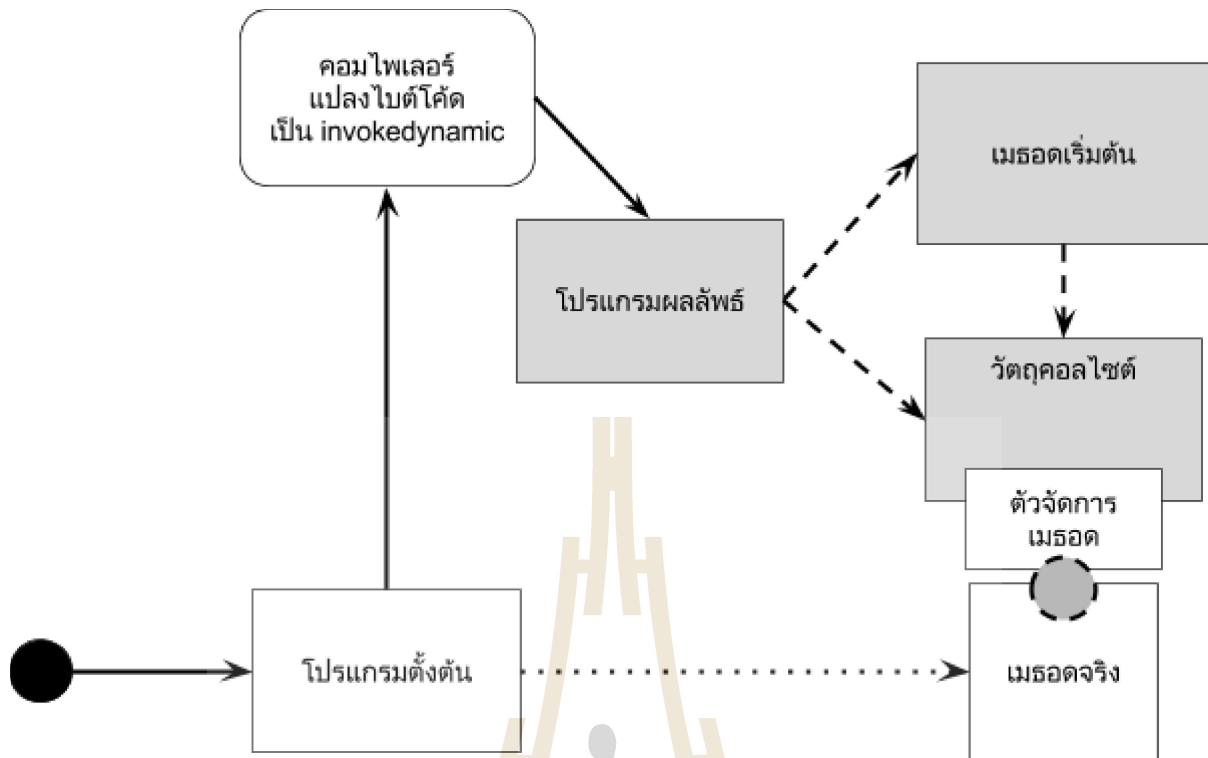 คอมไพเลอร์
แปลงไบต์โค้ด
เป็น invokedynamic
เมธอดเริ่มต้น
โปรแกรมผลลัพธ์
วัตถุคอลไซต์
ตัวจัดการ
เมธอด
โปรแกรมตั้งต้น
เมธอดจริง